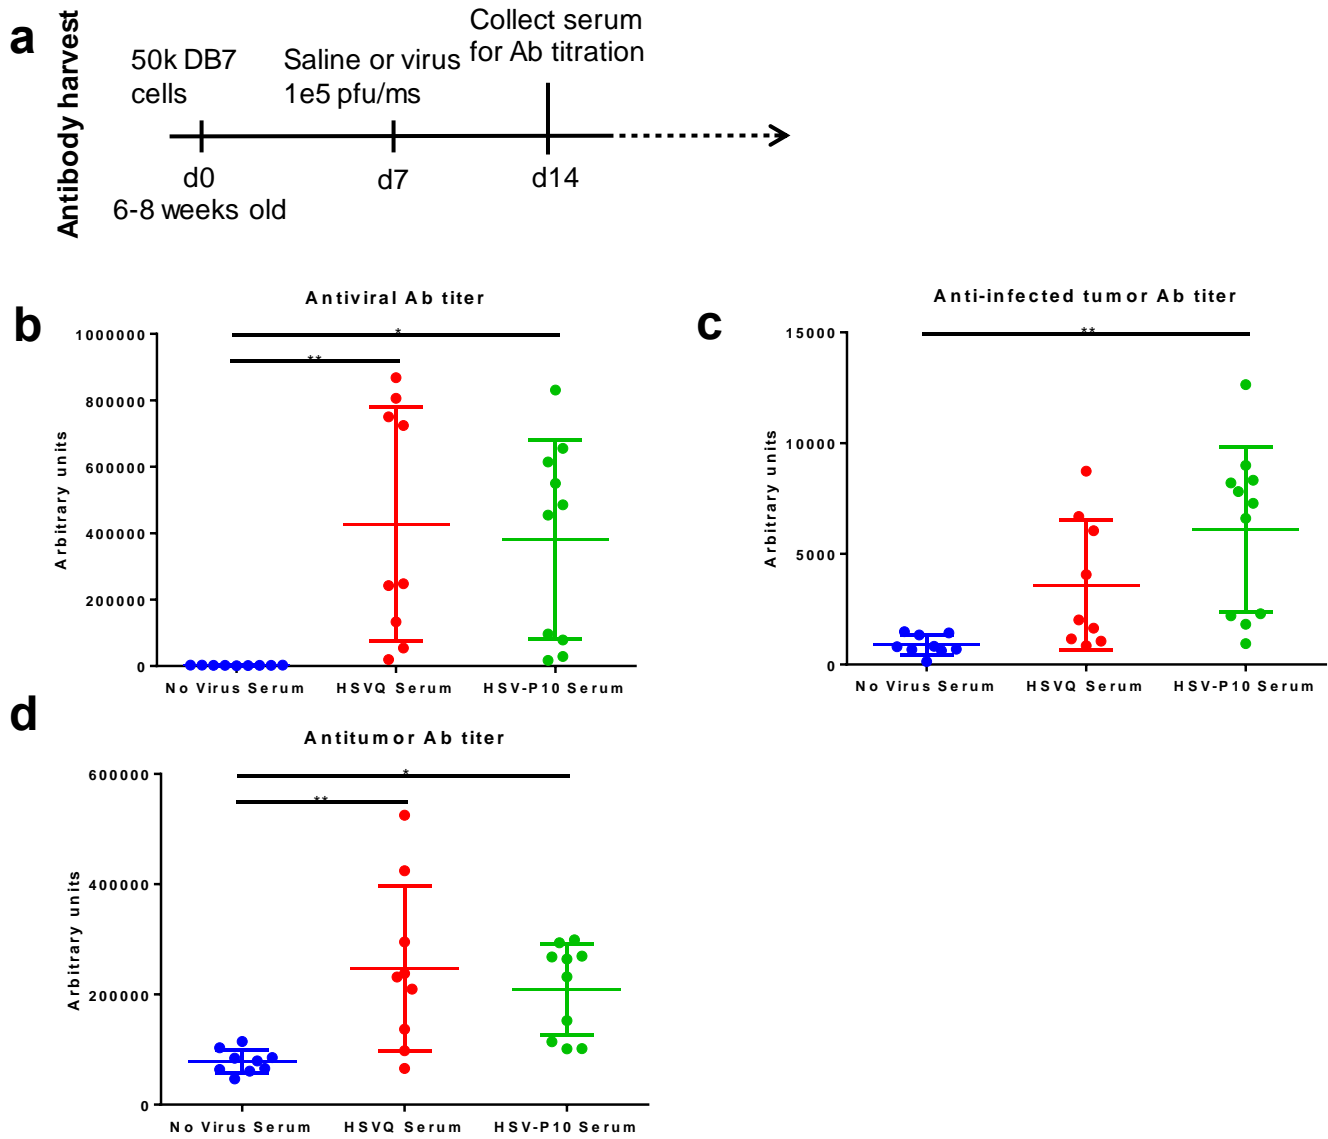 a
Antibody harvest
50k DB7
cells
Saline or virus
1e5 pfu/ms
Collect serum
for Ab titration
d0
d7
d14
6-8 weeks old
b
Antiviral Ab titer
Arbitrary units
1000000
800000
600000
400000
200000
0
*
**
No Virus Serum
HSVQ Serum
HSV-P10 Serum
c
Anti-infected tumor Ab titer
Arbitrary units
15000
10000
5000
0
**
No Virus Serum
HSVQ Serum
HSV-P10 Serum
d
Antitumor Ab titer
Arbitrary units
600000
400000
200000
0
*
**
No Virus Serum
HSVQ Serum
HSV-P10 Serum